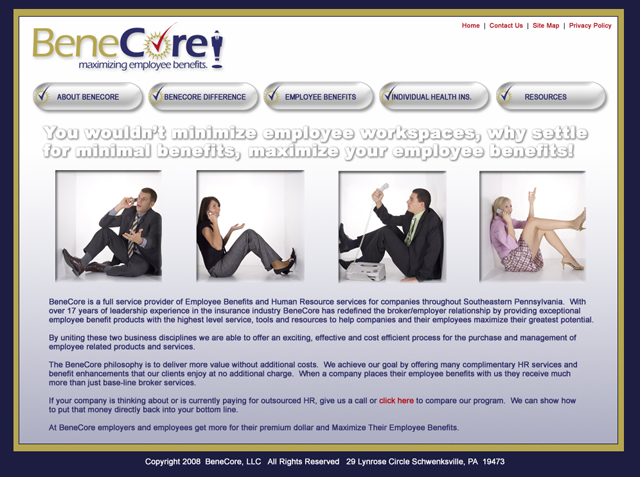 Home | Contact Us | Site Map | Privacy Policy
BeneCore
maximizing employee benefits.
ABOUT BENECORE
BENECORE DIFFERENCE
EMPLOYEE BENEFITS
INDIVIDUAL HEALTH INS.
RESOURCES
You wouldn't minimize employee workspaces, why settle
for minimal benefits, maximize your employee benefits!
BeneCore is a full service provider of Employee Benefits and Human Resource services for companies throughout Southeastern Pennsylvania. With
over 17 years of leadership experience in the insurance industry BeneCore has redefined the broker/employer relationship by providing exceptional
employee benefit products with the highest level service, tools and resources to help companies and their employees maximize their greatest potential.
By uniting these two business disciplines we are able to offer an exciting, effective and cost efficient process for the purchase and management of
employee related products and services.
The BeneCore philosophy is to deliver more value without additional costs. We achieve our goal by offering many complimentary HR services and
benefit enhancements that our clients enjoy at no additional charge. When a company places their employee benefits with us they receive much
more than just base-line broker services.
If your company is thinking about or is currently paying for outsourced HR, give us a call or click here to compare our program. We can show how
to put that money directly back into your bottom line.
At BeneCore employers and employees get more for their premium dollar and Maximize Their Employee Benefits.
Copyright 2008 BeneCore, LLC All Rights Reserved 29 Lynrose Circle Schwenksville, PA 19473